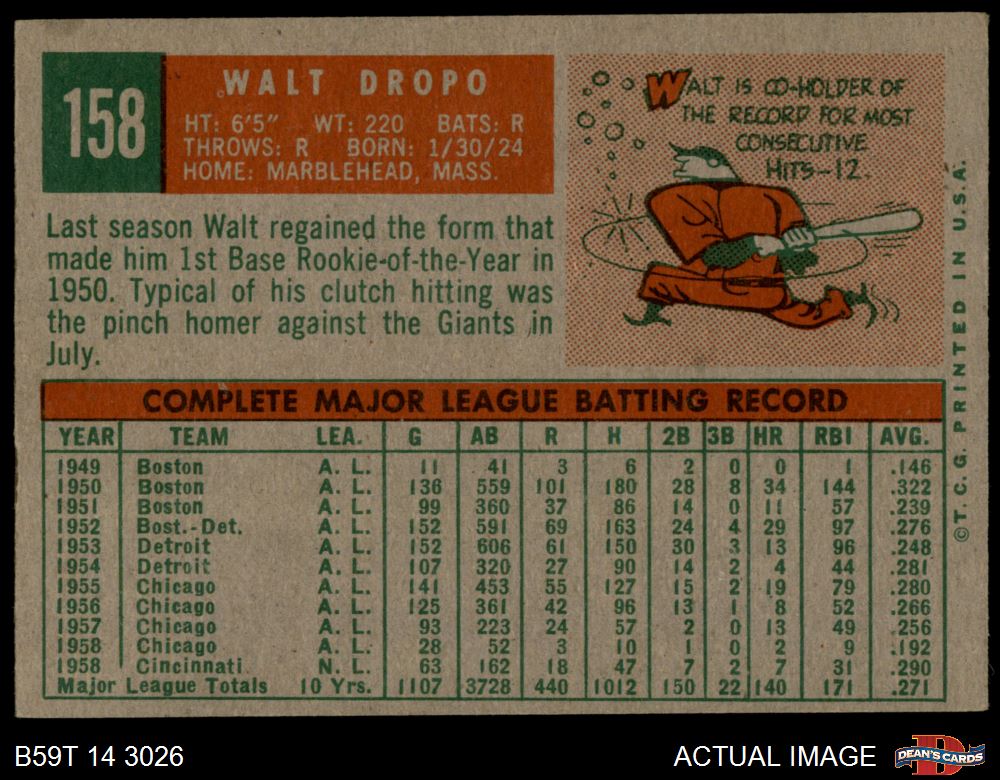 158
WALT DROPO
HT: 6'5" WT: 220 BATS: R
THROWS: R BORN: 1/30/24
HOME: MARBLEHEAD, MASS.
WALT IS CO-HOLDER OF
THE RECORD FOR MOST
CONSECUTIVE
HITS-12.
Last season Walt regained the form that
made him 1st Base Rookie-of-the-Year in
1950. Typical of his clutch hitting was
the pinch homer against the Giants in
July.
COMPLETE MAJOR LEAGUE BATTING RECORD
YEAR TEAM LEA. G AB R H 2B 3B HR RBI AVG.
1949 Boston A. L. 11 41 3 6 2 0 0 1 .146
1950 Boston A. L. 136 559 101 180 28 8 34 144 .322
1951 Boston A. L. 99 360 37 86 14 0 11 57 .239
1952 Bost.-Det. A. L. 152 591 69 163 24 4 29 97 .276
1953 Detroit A. L. 152 606 61 150 30 3 13 96 .248
1954 Detroit A. L. 107 320 27 90 14 2 4 44 .281
1955 Chicago A. L. 141 453 55 127 15 2 19 79 .280
1956 Chicago A. L. 125 361 42 96 13 1 8 52 .266
1957 Chicago A. L. 93 223 24 57 2 0 13 49 .256
1958 Chicago A. L. 28 52 3 10 1 0 2 9 .192
1958 Cincinnati N. L. 63 162 18 47 7 2 7 31 .290
Major League Totals 10 Yrs. 1107 3728 440 1012 150 22 140 171 .271
©T. C. G. PRINTED IN U.S.A.
B59T 14 3026
ACTUAL IMAGE
DEAN'S CARDS